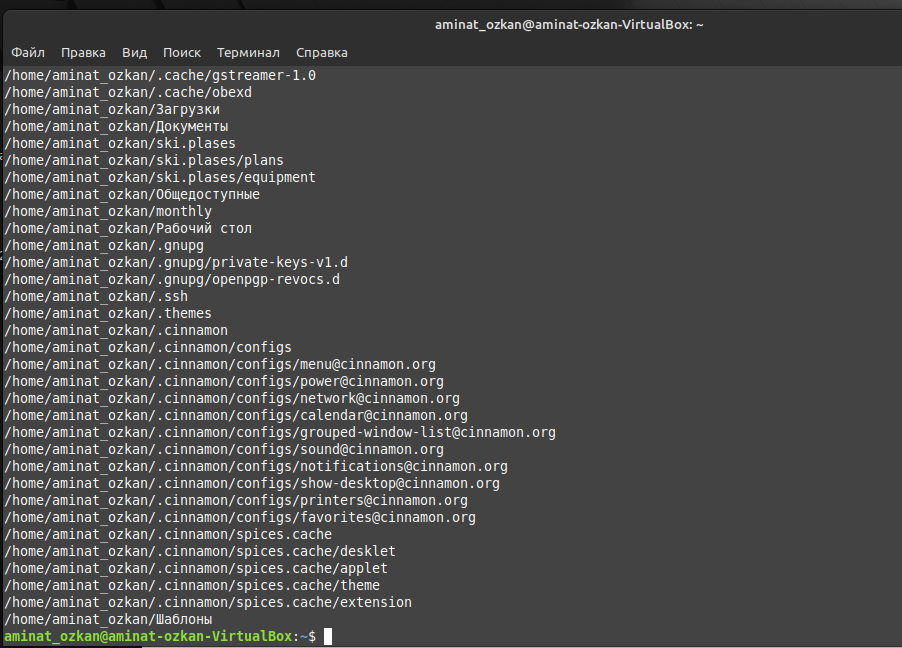 aminat_ozkan@aminat-ozkan-VirtualBox: ~
Файл Правка Вид Поиск Терминал Справка
/home/aminat_ozkan/.cache/gstreamer-1.0
/home/aminat_ozkan/.cache/obexd
/home/aminat_ozkan/Загрузки
/home/aminat_ozkan/Документы
/home/aminat_ozkan/ski.plases
/home/aminat_ozkan/ski.plases/plans
/home/aminat_ozkan/ski.plases/equipment
/home/aminat_ozkan/Общедоступные
/home/aminat_ozkan/monthly
/home/aminat_ozkan/Рабочий стол
/home/aminat_ozkan/.gnupg
/home/aminat_ozkan/.gnupg/private-keys-v1.d
/home/aminat_ozkan/.gnupg/openpgp-revocs.d
/home/aminat_ozkan/.ssh
/home/aminat_ozkan/.themes
/home/aminat_ozkan/.cinnamon
/home/aminat_ozkan/.cinnamon/configs
/home/aminat_ozkan/.cinnamon/configs/menu@cinnamon.org
/home/aminat_ozkan/.cinnamon/configs/power@cinnamon.org
/home/aminat_ozkan/.cinnamon/configs/network@cinnamon.org
/home/aminat_ozkan/.cinnamon/configs/calendar@cinnamon.org
/home/aminat_ozkan/.cinnamon/configs/grouped-window-list@cinnamon.org
/home/aminat_ozkan/.cinnamon/configs/sound@cinnamon.org
/home/aminat_ozkan/.cinnamon/configs/notifications@cinnamon.org
/home/aminat_ozkan/.cinnamon/configs/show-desktop@cinnamon.org
/home/aminat_ozkan/.cinnamon/configs/printers@cinnamon.org
/home/aminat_ozkan/.cinnamon/configs/favorites@cinnamon.org
/home/aminat_ozkan/.cinnamon/spices.cache
/home/aminat_ozkan/.cinnamon/spices.cache/desklet
/home/aminat_ozkan/.cinnamon/spices.cache/applet
/home/aminat_ozkan/.cinnamon/spices.cache/theme
/home/aminat_ozkan/.cinnamon/spices.cache/extension
/home/aminat_ozkan/Шаблоны
aminat_ozkan@aminat-ozkan-VirtualBox:~$